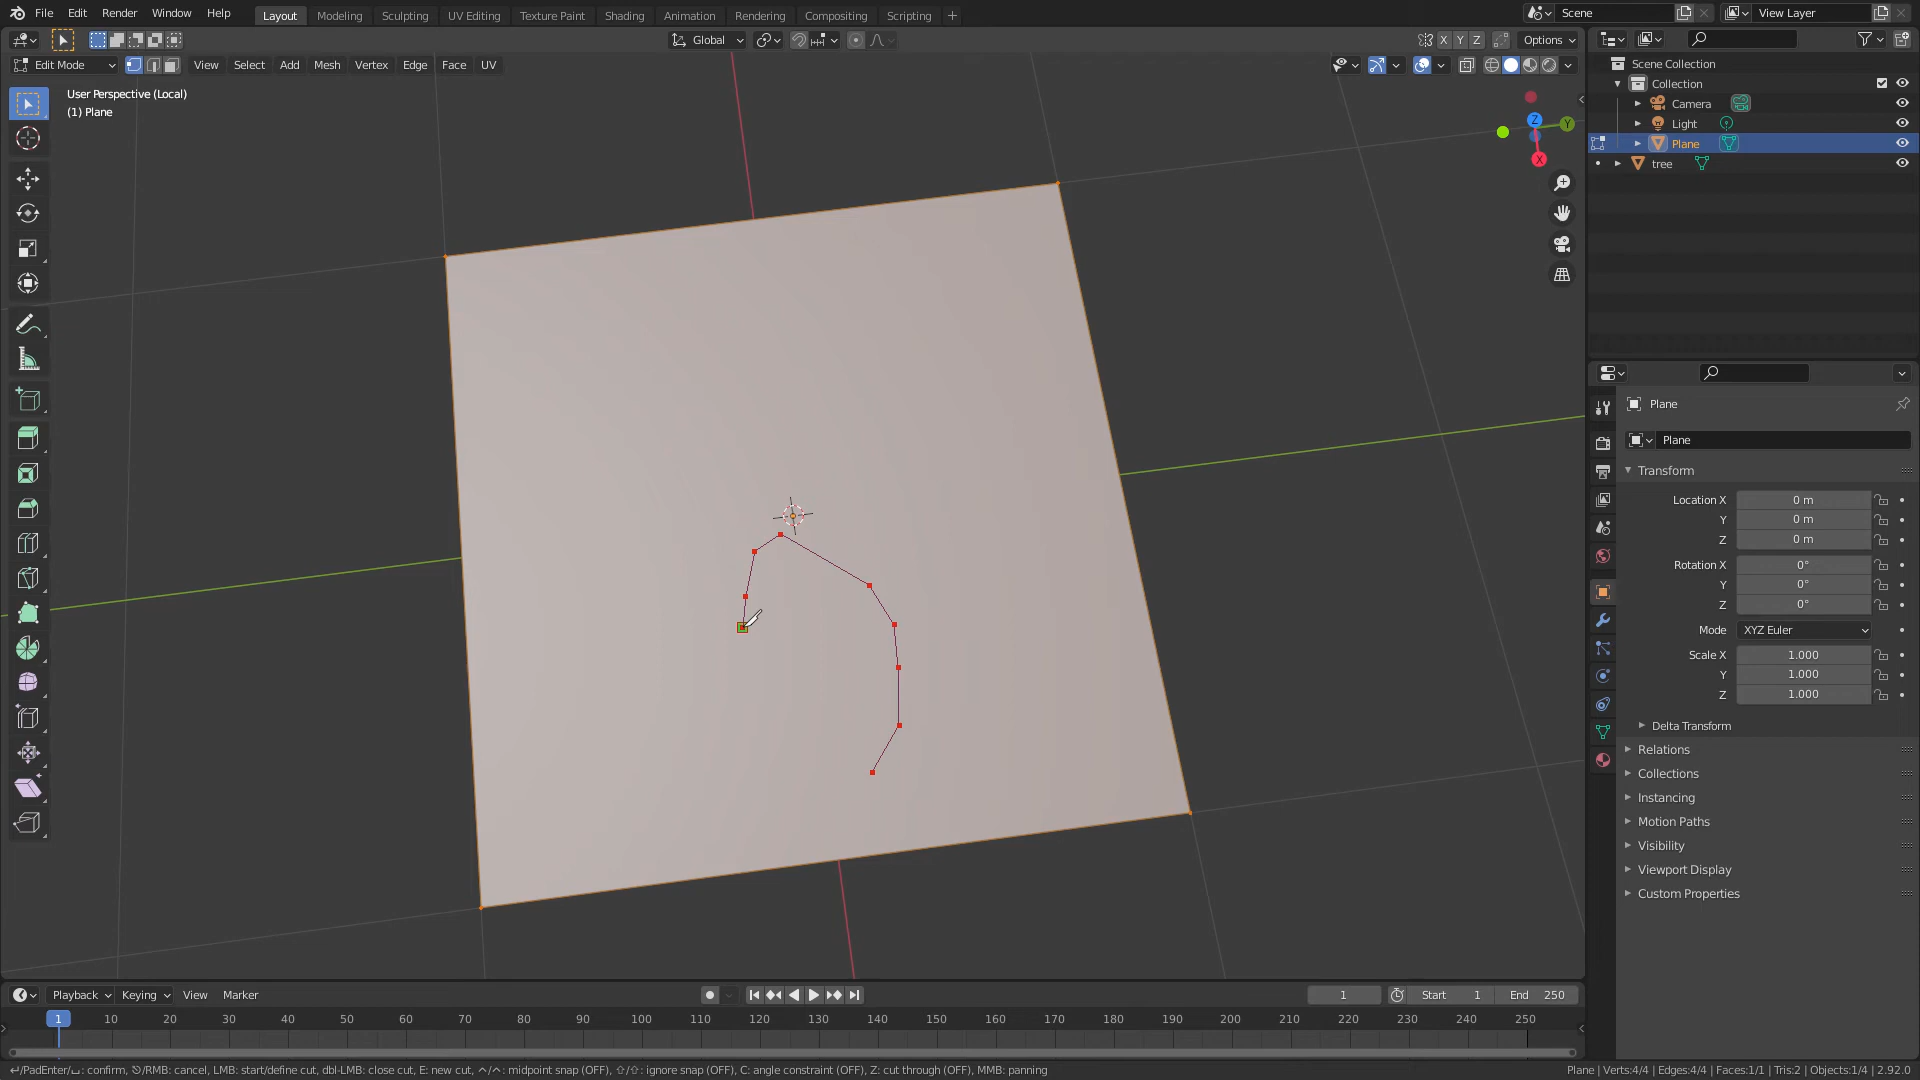 File Edit Render Window Help Layout Modeling Sculpting UV Editing Texture Paint Shading Animation Rendering Compositing Scripting + Scene View Layer
Global X Y Z Options
Edit Mode View Select Add Mesh Vertex Edge Face UV
User Perspective (Local)
(1) Plane
Z
Y
X
Scene Collection
Collection
Camera
Light
Plane
tree
Plane
Plane
Transform
Location X 0 m
Y 0 m
Z 0 m
Rotation X 0°
Y 0°
Z 0°
Mode XYZ Euler
Scale X 1.000
Y 1.000
Z 1.000
Delta Transform
Relations
Collections
Instancing
Motion Paths
Visibility
Viewport Display
Custom Properties
Playback Keying View Marker 1 Start 1 End 250
1 10 20 30 40 50 60 70 80 90 100 110 120 130 140 150 160 170 180 190 200 210 220 230 240 250
↵/PadEnter/␣: confirm, ⎋/RMB: cancel, LMB: start/define cut, dbl-LMB: close cut, E: new cut, ^/^: midpoint snap (OFF), ⇧/⇧: ignore snap (OFF), C: angle constraint (OFF), Z: cut through (OFF), MMB: panning
Plane | Verts:4/4 | Edges:4/4 | Faces:1/1 | Tris:2 | Objects:1/4 | 2.92.0